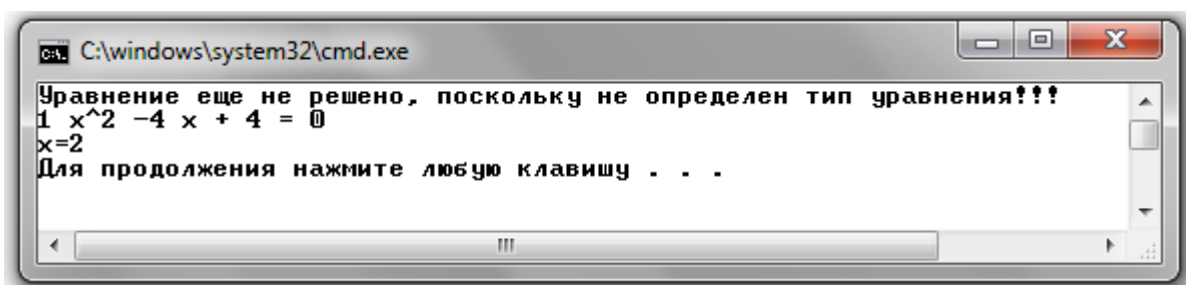 C:\windows\system32\cmd.exe
Уравнение еще не решено, поскольку не определен тип уравнения!!!
1 x^2 -4 x + 4 = 0
x=2
Для продолжения нажмите любую клавишу . . .